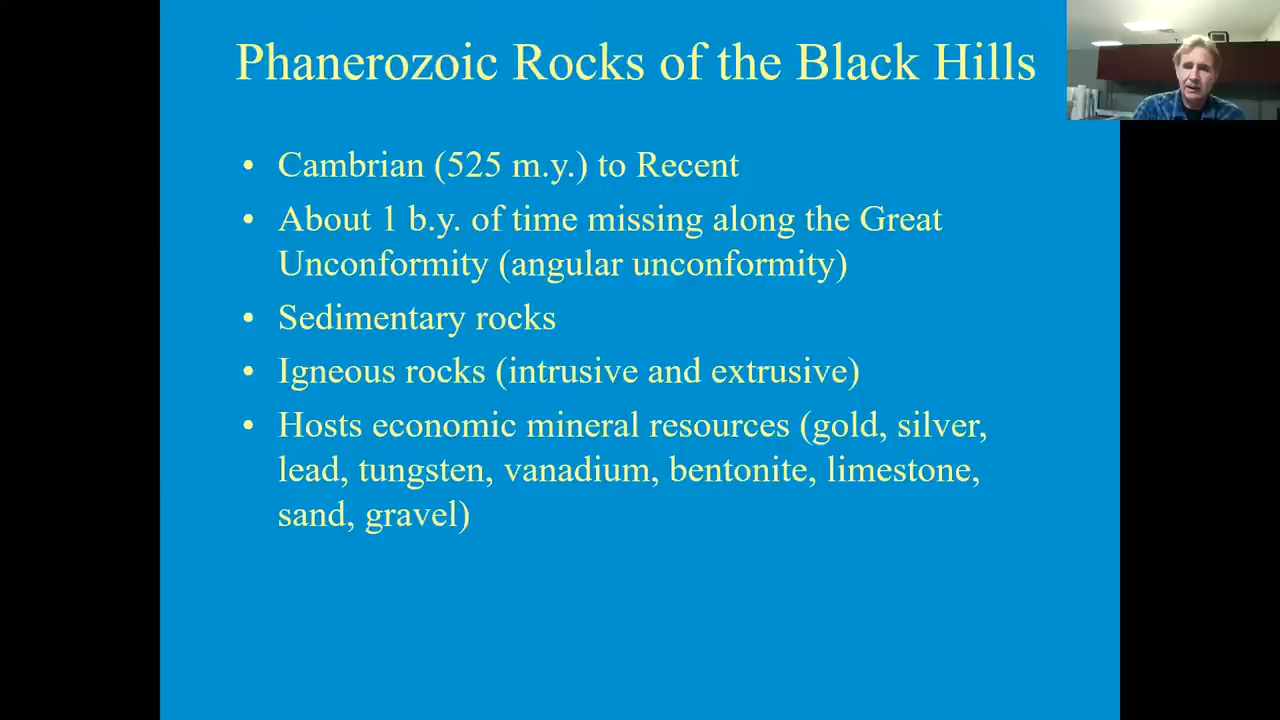 Phanerozoic Rocks of the Black Hills
• Cambrian (525 m.y.) to Recent
• About 1 b.y. of time missing along the Great
Unconformity (angular unconformity)
• Sedimentary rocks
• Igneous rocks (intrusive and extrusive)
• Hosts economic mineral resources (gold, silver,
lead, tungsten, vanadium, bentonite, limestone,
sand, gravel)